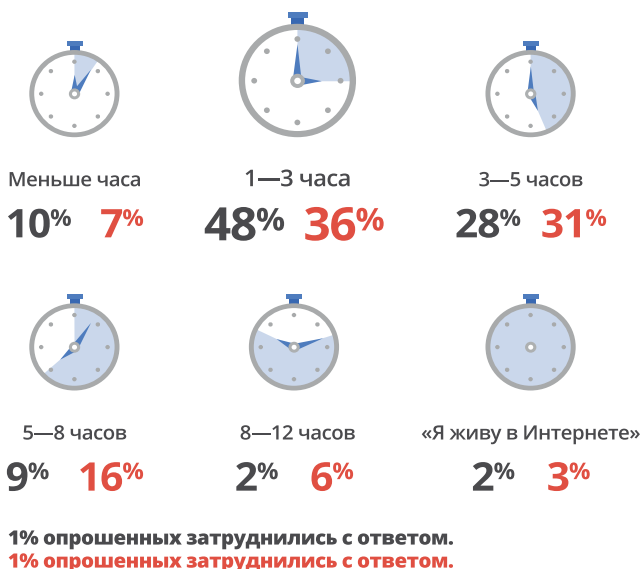 Меньше часа
10% 7%
1—3 часа
48% 36%
3—5 часов
28% 31%
5—8 часов
9% 16%
8—12 часов
2% 6%
«Я живу в Интернете»
2% 3%
1% опрошенных затруднились с ответом.
1% опрошенных затруднились с ответом.